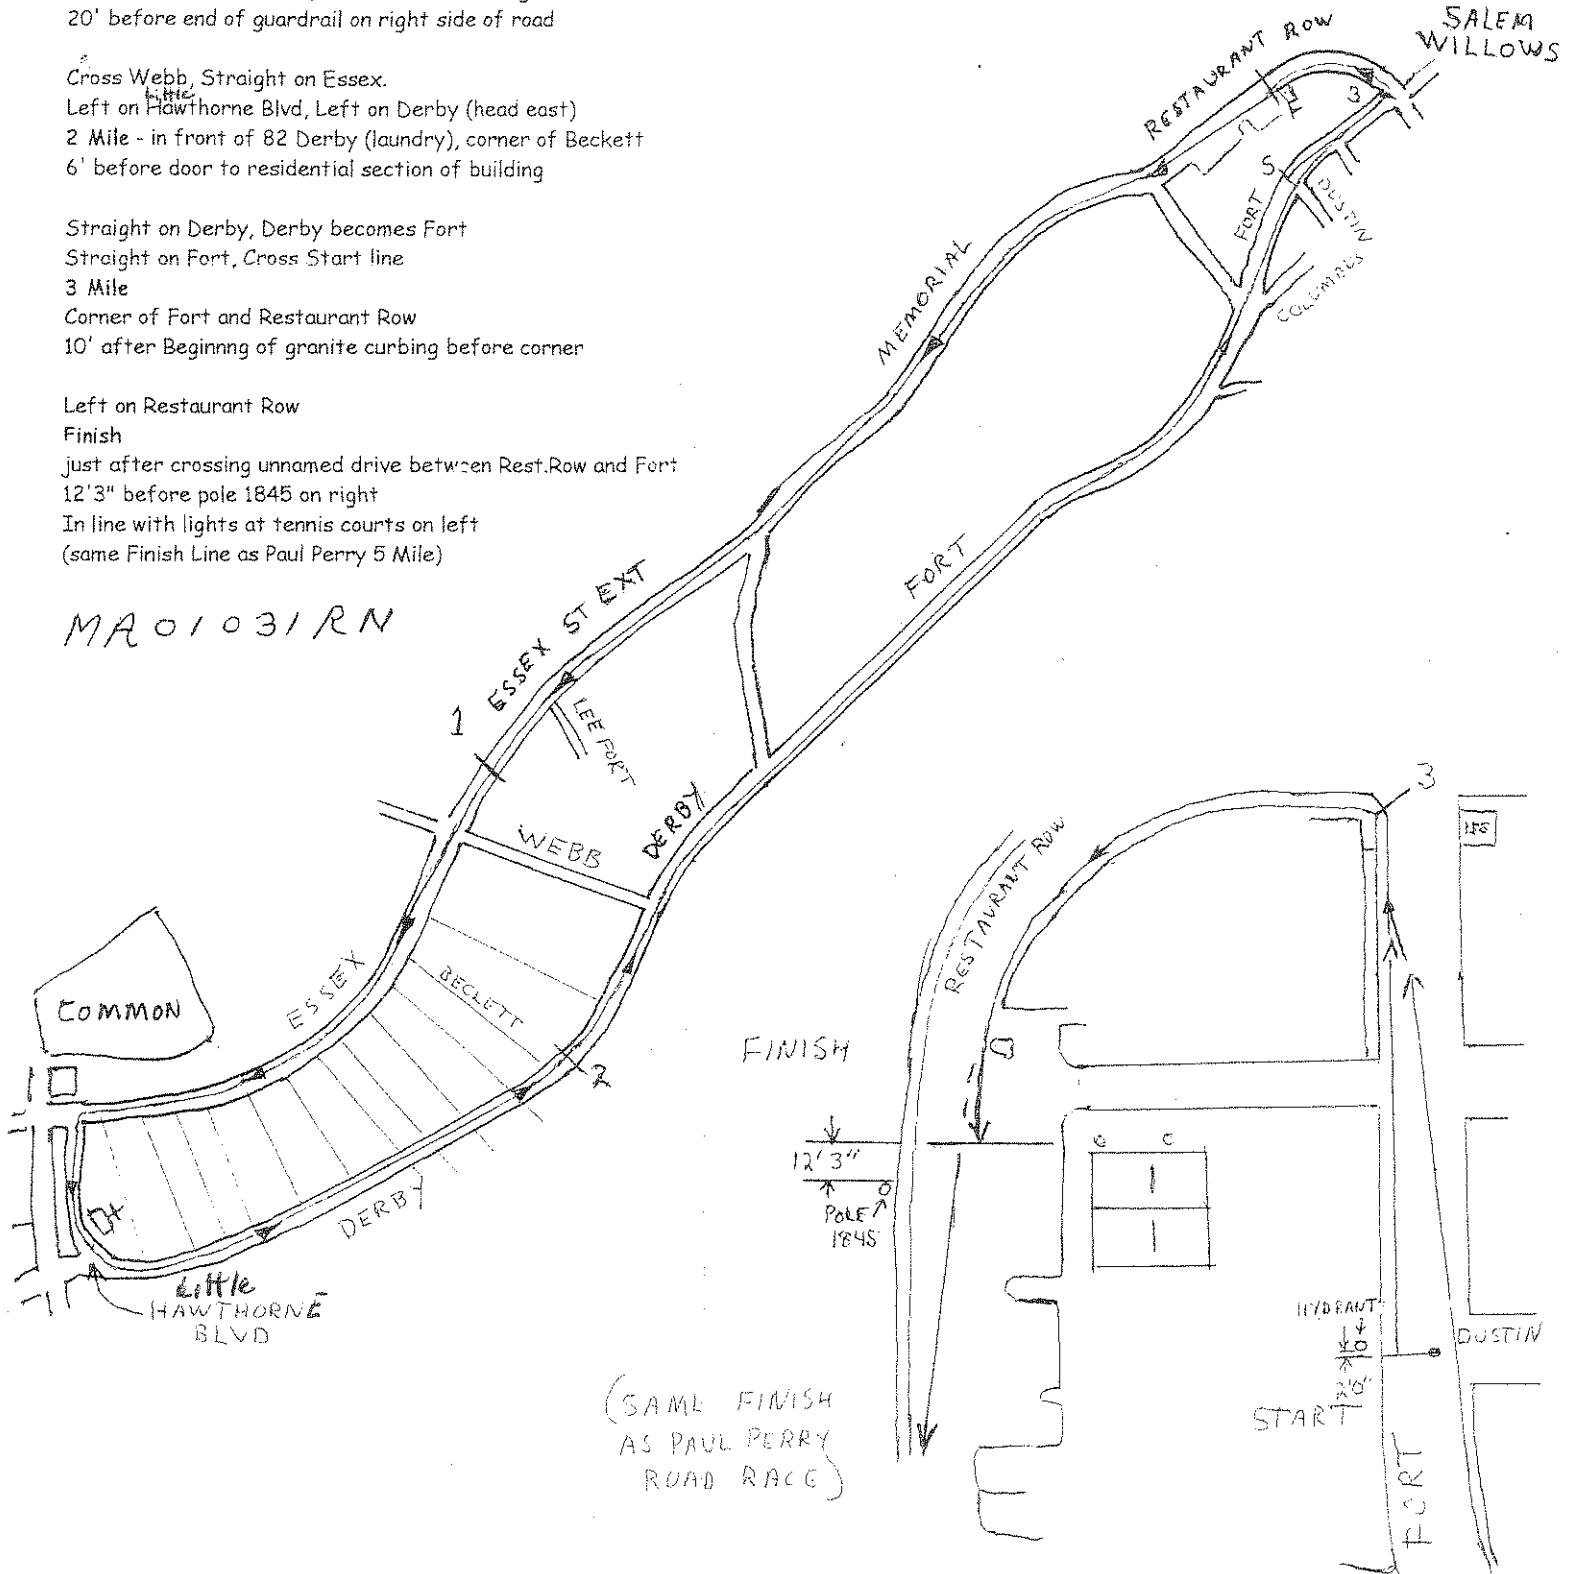 20' before end of guardrail on right side of road
Cross Webb, Straight on Essex.
Left on Little Hawthorne Blvd, Left on Derby (head east)
2 Mile - in front of 82 Derby (laundry), corner of Beckett
6' before door to residential section of building
Straight on Derby, Derby becomes Fort
Straight on Fort, Cross Start line
3 Mile
Corner of Fort and Restaurant Row
10' after Beginnng of granite curbing before corner
Left on Restaurant Row
Finish
just after crossing unnamed drive between Rest.Row and Fort
12'3" before pole 1845 on right
In line with lights at tennis courts on left
(same Finish Line as Paul Perry 5 Mile)
MA01031RN
SALEM
WILLOWS
RESTAURANT ROW
F
3
S
FORT
DUSTIN
COLUMBUS
MEMORIAL
FORT
ESSEX ST EXT
1
LEE FORT
WEBB
DERBY
ESSEX
BECKETT
COMMON
2
DERBY
Little
HAWTHORNE
BLVD
3
RESTAURANT ROW
FINISH
12'3"
POLE
1845
HYDRANT
2'0"
START
DUSTIN
FORT
(SAME FINISH
AS PAUL PERRY
ROAD RACE)